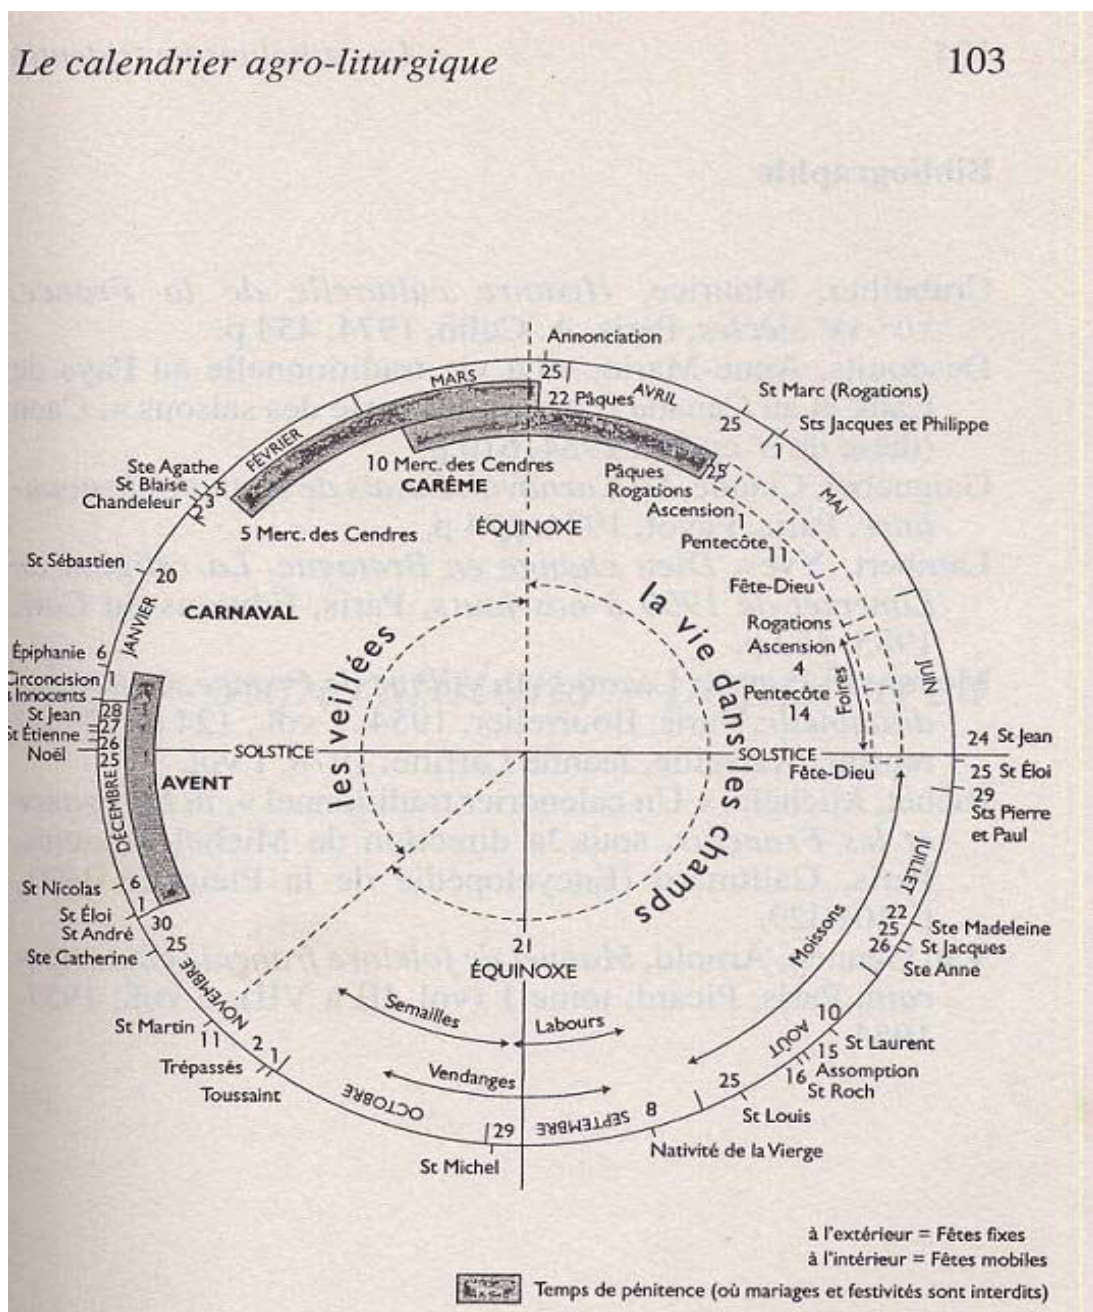 Le calendrier agro-liturgique
103
Bibliographie
Annonciation
25
MARS
AVRIL
22 Pâques
St Marc (Rogations)
25
Sts Jacques et Philippe
1
FÉVRIER
Ste Agathe
5
St Blaise
3
Chandeleur
2
10 Merc. des Cendres
CARÊME
Pâques
25
Rogations
Ascension
1
MAI
5 Merc. des Cendres
ÉQUINOXE
Pentecôte
11
St Sébastien
20
Fête-Dieu
CARNAVAL
JANVIER
Rogations
Ascension
4
Épiphanie 6
les veillées
la vie dans les champs
Foires
JUIN
Circoncision 1
Innocents
28
Pentecôte
14
St Jean
27
St Étienne
26
Noël
25
SOLSTICE
SOLSTICE
24 St Jean
25 St Éloi
Fête-Dieu
AVENT
DÉCEMBRE
29
Sts Pierre
et Paul
JUILLET
St Nicolas
6
1
St Éloi
30
St André
25
Ste Catherine
22
Ste Madeleine
25
St Jacques
26
Ste Anne
21
ÉQUINOXE
Moissons
NOVEMBRE
Semailles
Labours
St Martin
11
10
St Laurent
AOÛT
2
Trépassés
1
Toussaint
15
Assomption
16
St Roch
Vendanges
25
St Louis
OCTOBRE
29
SEPTEMBRE
8
St Michel
Nativité de la Vierge
à l'extérieur = Fêtes fixes
à l'intérieur = Fêtes mobiles
Temps de pénitence (où mariages et festivités sont interdits)